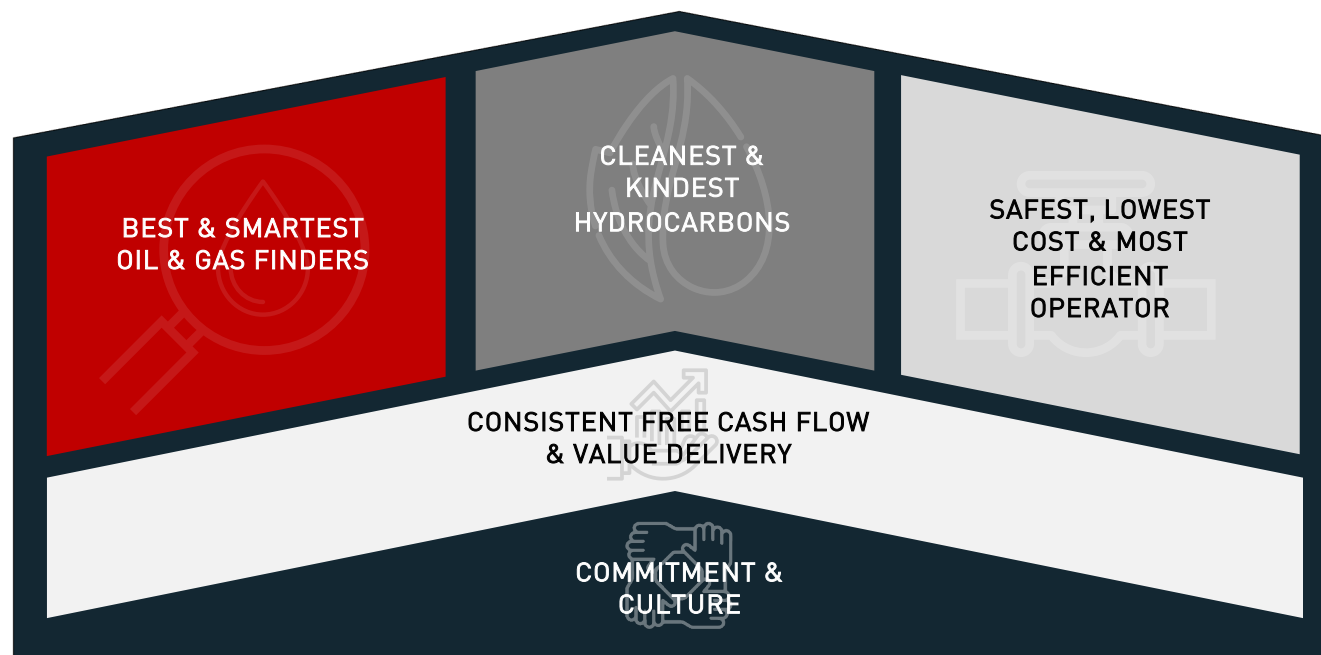 BEST & SMARTEST
OIL & GAS FINDERS
CLEANEST &
KINDEST
HYDROCARBONS
SAFEST, LOWEST
COST & MOST
EFFICIENT
OPERATOR
CONSISTENT FREE CASH FLOW
& VALUE DELIVERY
COMMITMENT &
CULTURE